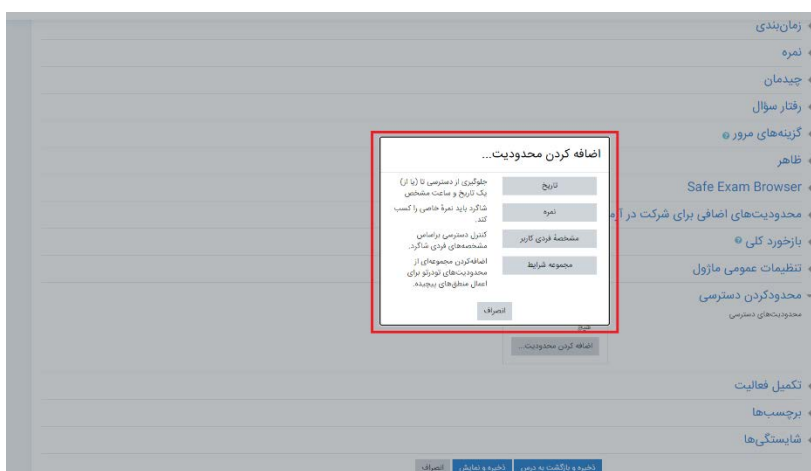 زمان‌بندی
نمره
چیدمان
رفتار سؤال
گزینه‌های مرور
ظاهر
Safe Exam Browser
محدودیت‌های اضافی برای شرکت در آزم
بازخورد کلی
تنظیمات عمومی ماژول
محدودکردن دسترسی
محدودیت‌های دسترسی
هیچ
اضافه کردن محدودیت...
تکمیل فعالیت
برچسب‌ها
شایستگی‌ها
ذخیره و بازگشت به درس
ذخیره و نمایش
انصراف
اضافه کردن محدودیت...
تاریخ
جلوگیری از دسترسی تا (یا از)
یک تاریخ و ساعت مشخص
نمره
شاگرد باید نمرهٔ خاصی را کسب
کند.
مشخصهٔ فردی کاربر
کنترل دسترسی براساس
مشخصه‌های فردی شاگرد.
مجموعه شرایط
اضافه‌کردن مجموعه‌ای از
محدودیت‌های تودرتو برای
اعمال منطق‌های پیچیده.
انصراف